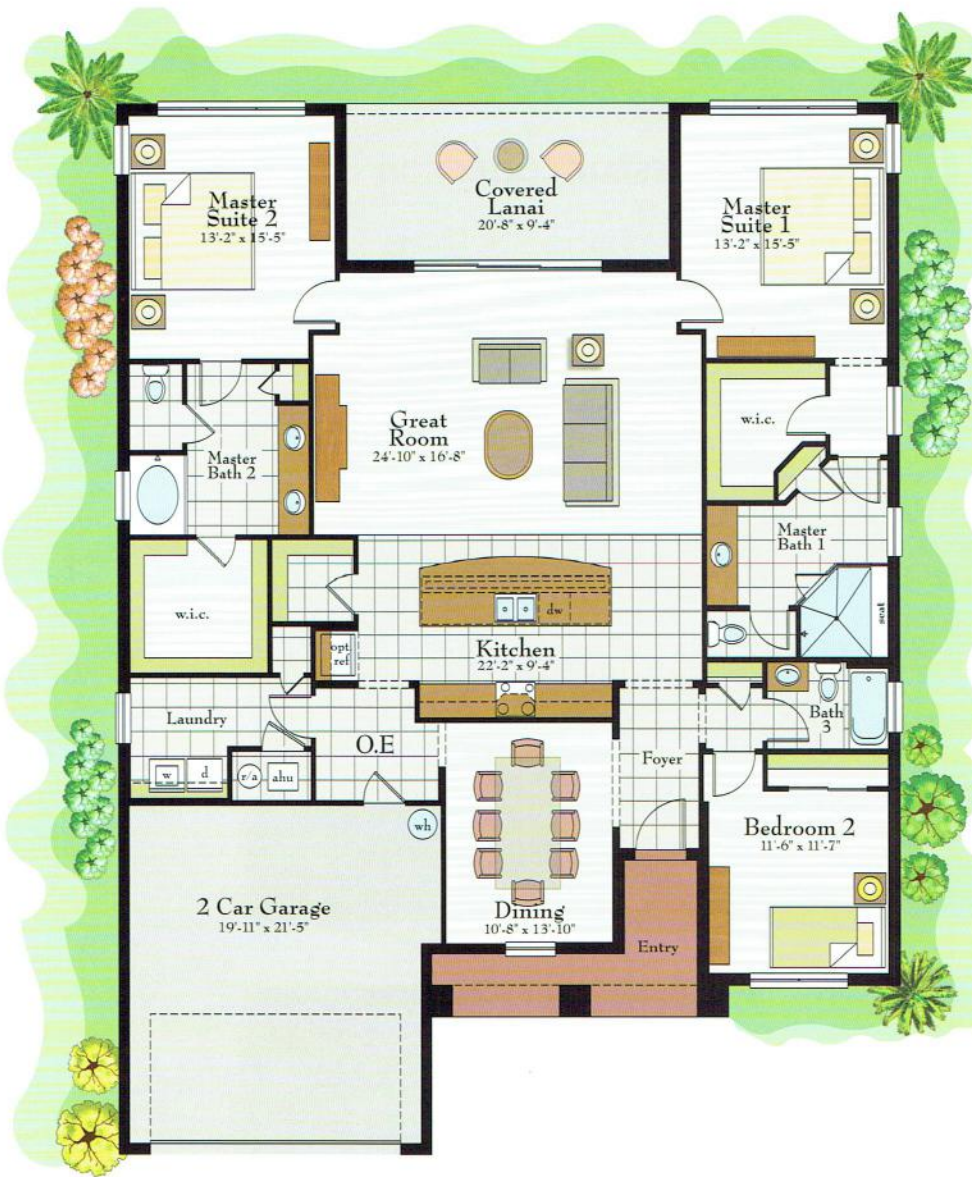 Master
Suite 2
13'-2" x 15'-5"
Covered
Lanai
20'-8" x 9'-4"
Master
Suite 1
13'-2" x 15'-5"
Great
Room
24'-10" x 16'-8"
w.i.c.
Master
Bath 2
Master
Bath 1
w.i.c.
dw
seat
Kitchen
22'-2" x 9'-4"
opt.
ref
Laundry
O.E
Foyer
Bath
3
w
d
r/a
ahu
wh
Bedroom 2
11'-6" x 11'-7"
2 Car Garage
19'-11" x 21'-5"
Dining
10'-8" x 13'-10"
Entry